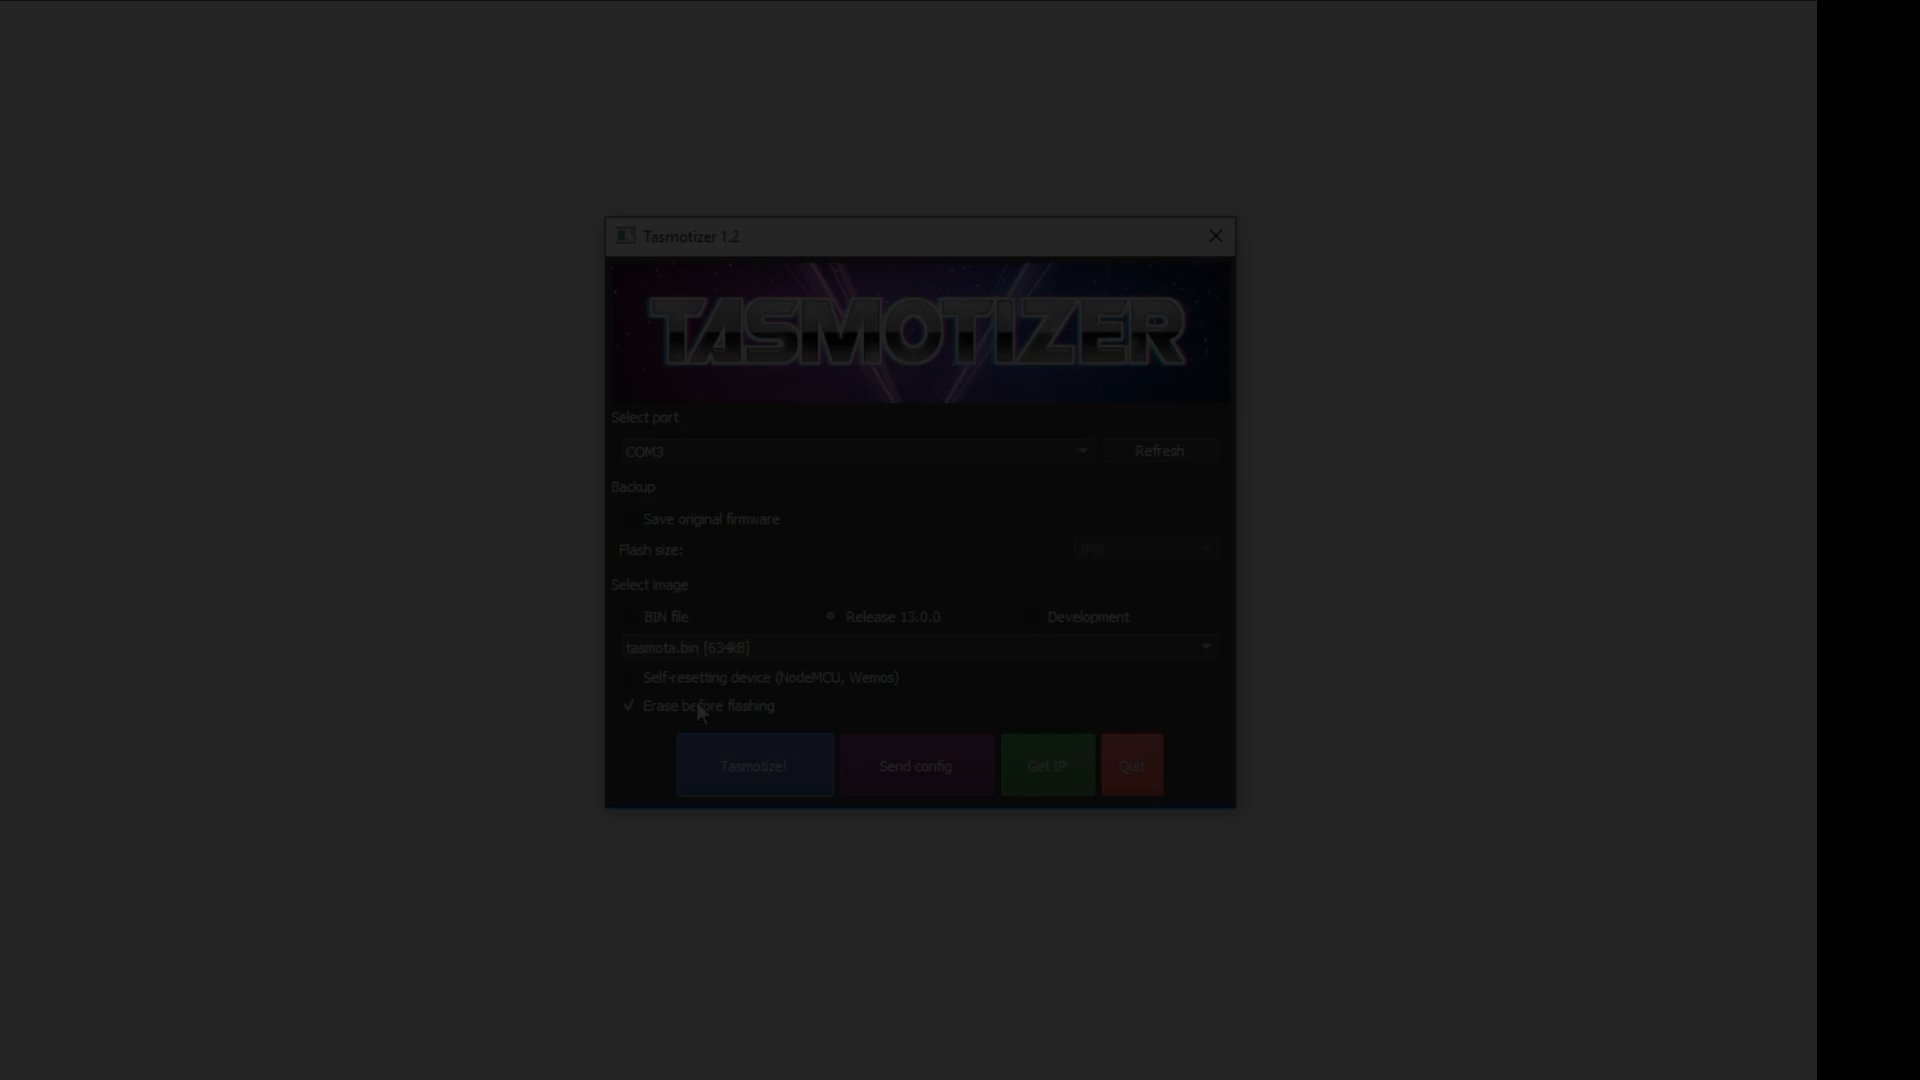 Tasmotizer 1.2
TASMOTIZER
Select port
COM3
Refresh
Backup
Save original firmware
Flash size:
Select image
BIN file
Release 13.0.0
Development
tasmota.bin [634kB]
Self-resetting device (NodeMCU, Wemos)
Erase before flashing
Tasmotize!
Send config
Get IP
Quit